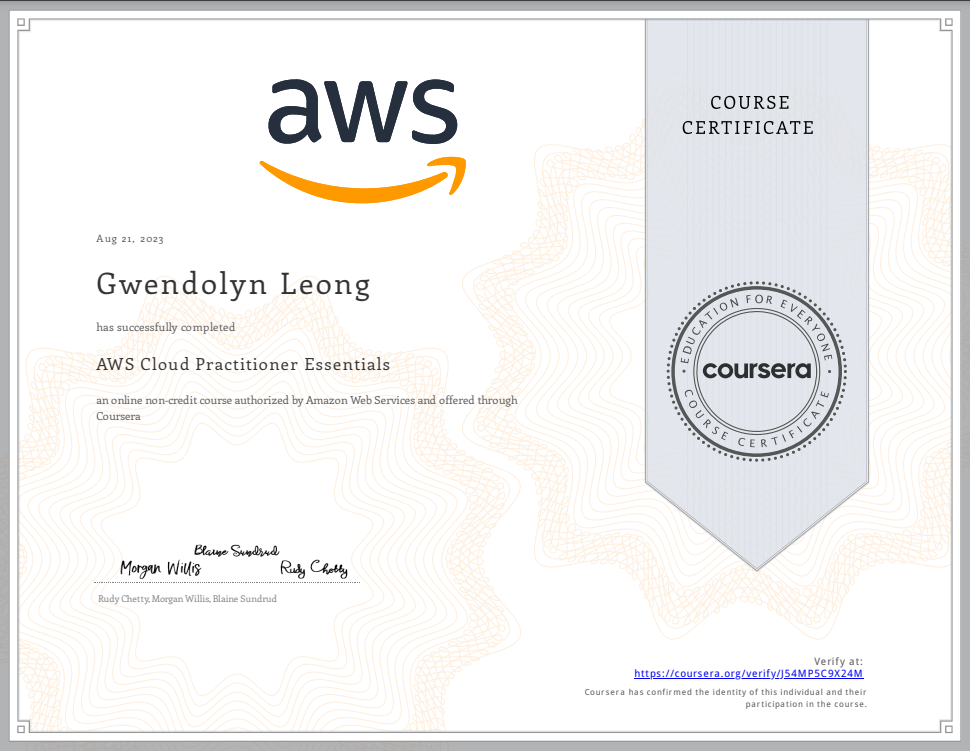 aws
COURSE
CERTIFICATE
Aug 21, 2023
Gwendolyn Leong
has successfully completed
AWS Cloud Practitioner Essentials
an online non-credit course authorized by Amazon Web Services and offered through
Coursera
EDUCATION FOR EVERYONE
coursera
COURSE CERTIFICATE
Blaine Sundrud
Morgan Willis
Rudy Chetty
Rudy Chetty, Morgan Willis, Blaine Sundrud
Verify at:
https://coursera.org/verify/J54MP5C9X24M
Coursera has confirmed the identity of this individual and their
participation in the course.